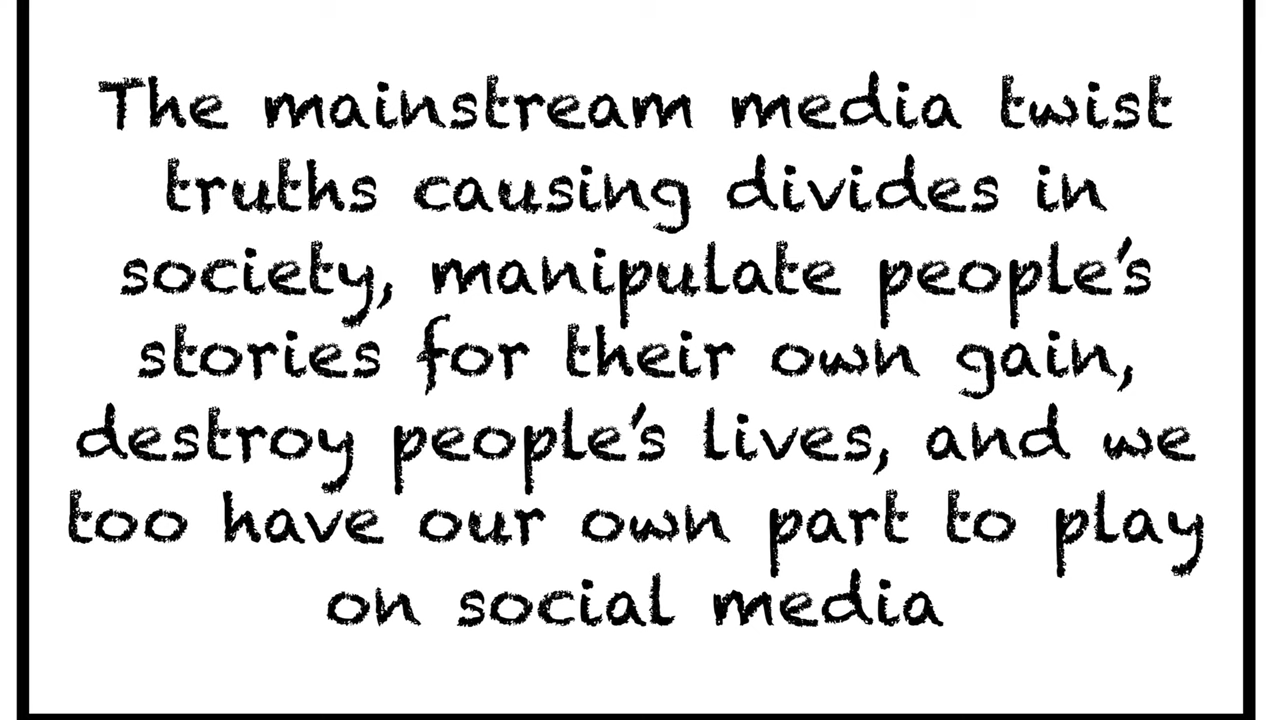 The mainstream media twist
truths causing divides in
society, manipulate people's
stories for their own gain,
destroy people's lives, and we
too have our own part to play
on social media